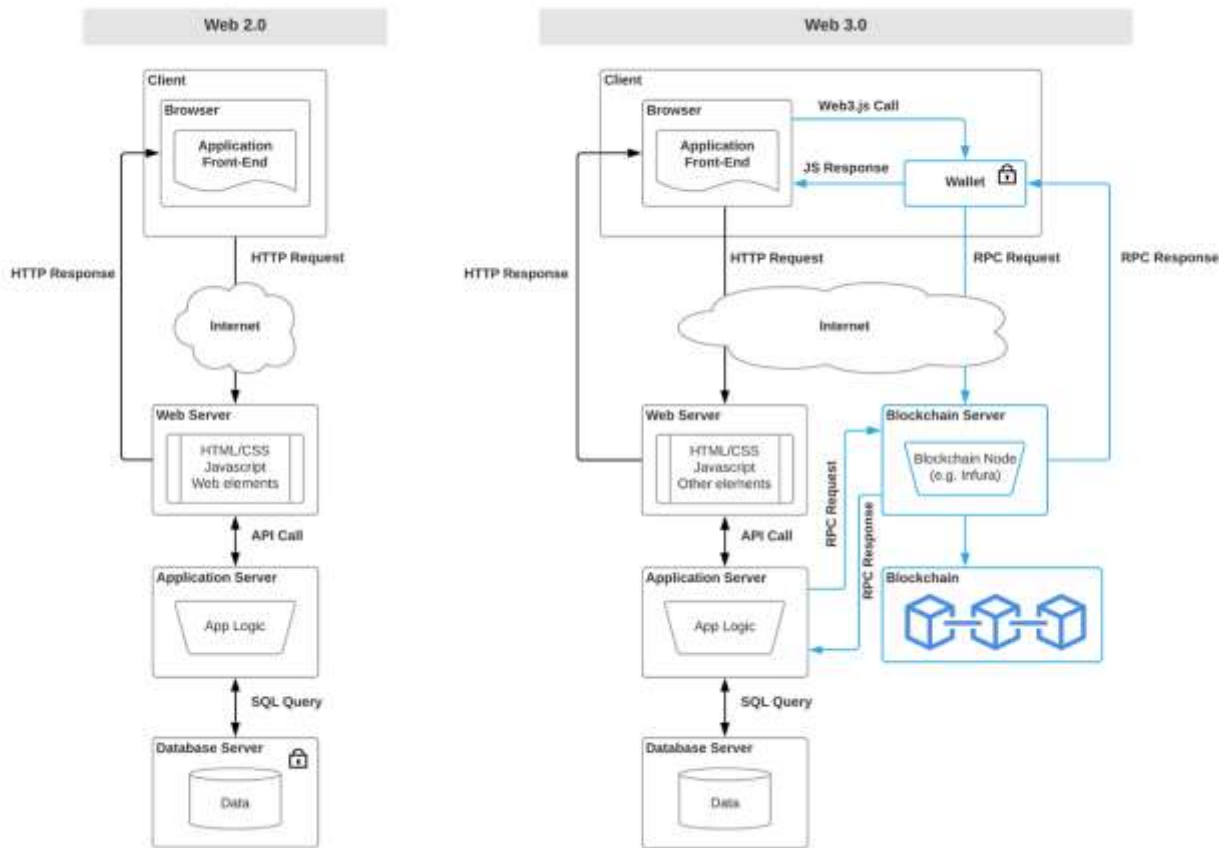 Web 2.0
Client
Browser
Application
Front-End
HTTP Response
HTTP Request
Internet
Web Server
HTML/CSS
Javascript
Web elements
API Call
Application Server
App Logic
SQL Query
Database Server
Data
Web 3.0
Client
Browser
Application
Front-End
Web3.js Call
JS Response
Wallet
HTTP Response
HTTP Request
RPC Request
RPC Response
Internet
Web Server
HTML/CSS
Javascript
Other elements
Blockchain Server
Blockchain Node
(e.g. Infura)
RPC Request
RPC Response
API Call
Application Server
App Logic
Blockchain
SQL Query
Database Server
Data